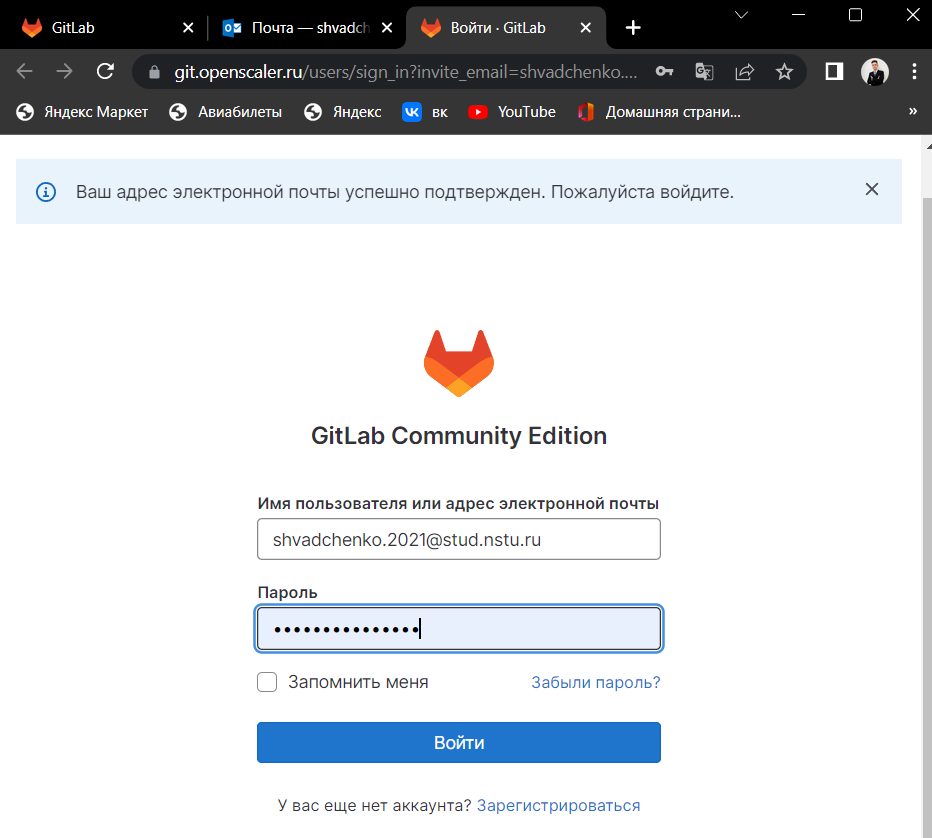 GitLab
Почта — shvadch
Войти · GitLab
git.openscaler.ru/users/sign_in?invite_email=shvadchenko....
Яндекс Маркет
Авиабилеты
Яндекс
вк
YouTube
Домашняя страни...
»
Ваш адрес электронной почты успешно подтвержден. Пожалуйста войдите.
GitLab Community Edition
Имя пользователя или адрес электронной почты
shvadchenko.2021@stud.nstu.ru
Пароль
•••••••••••••••
Запомнить меня
Забыли пароль?
Войти
У вас еще нет аккаунта? Зарегистрироваться